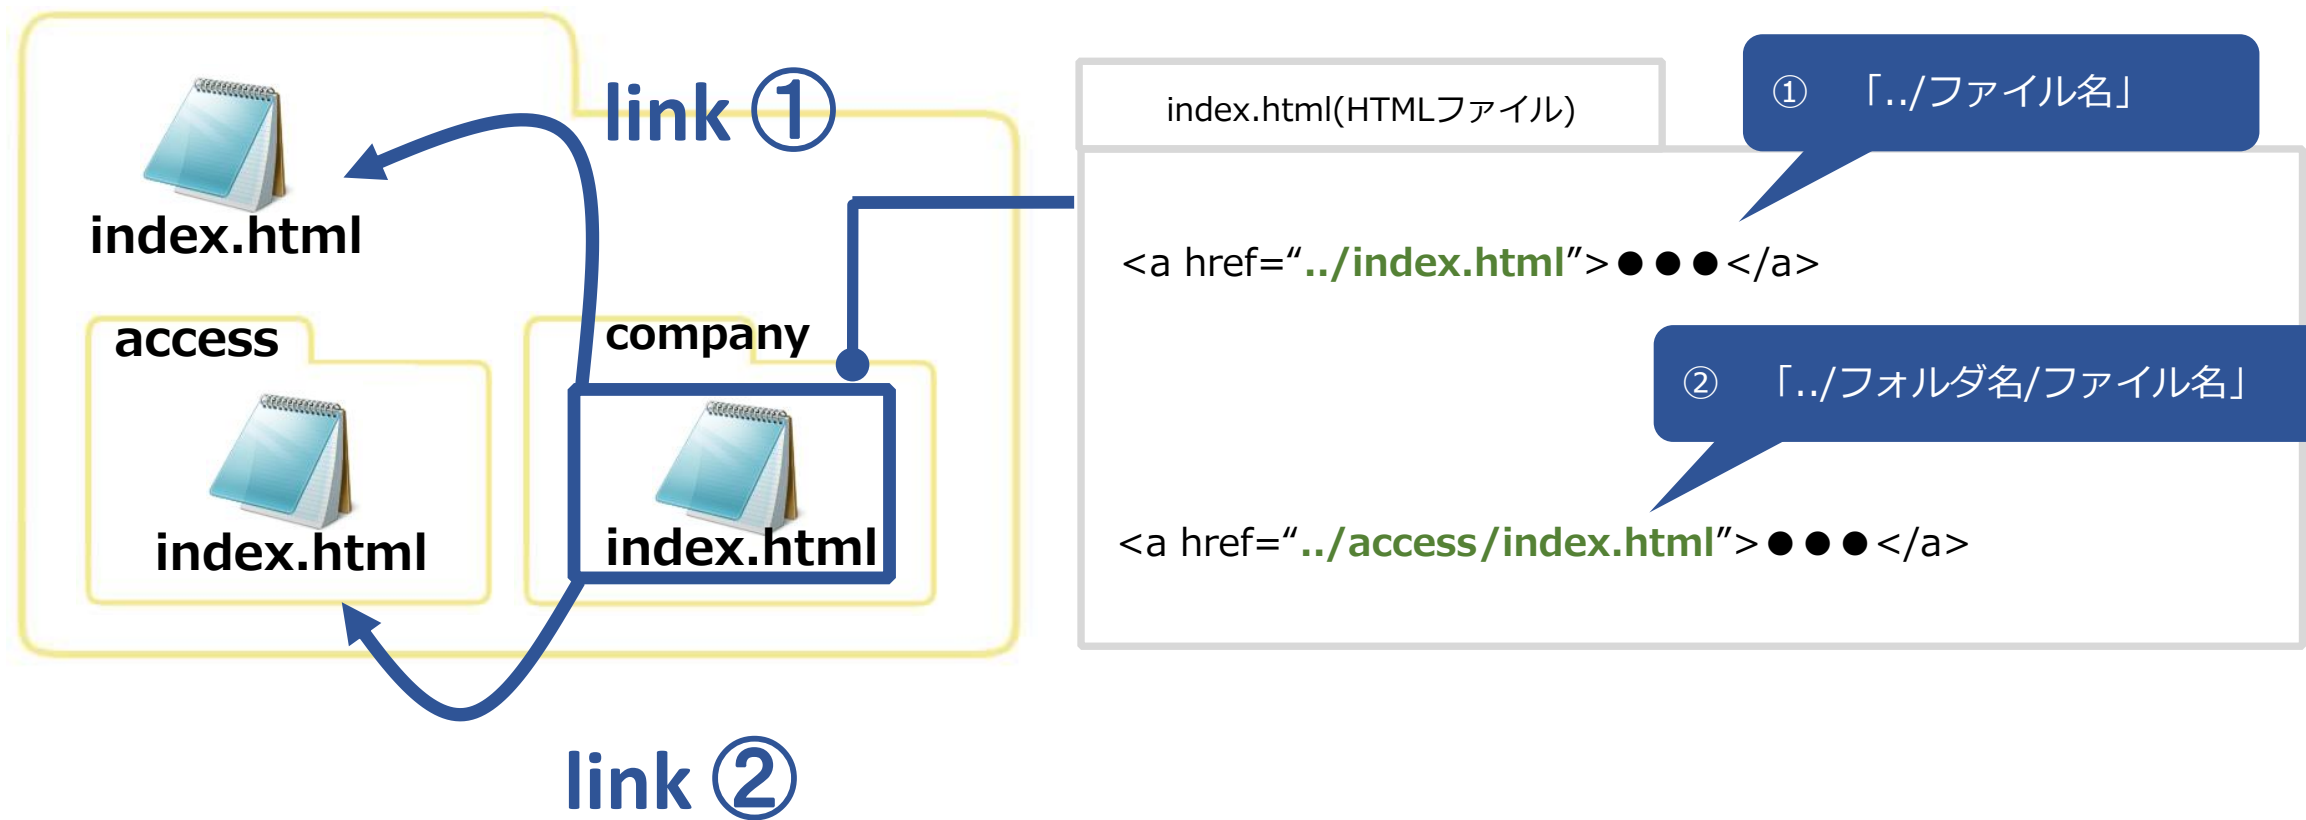 link ①
index.html
access
company
index.html
index.html
link ②
index.html(HTMLファイル)
① 「../ファイル名」
<a href=“../index.html”>●●●</a>
② 「../フォルダ名/ファイル名」
<a href=“../access/index.html”>●●●</a>